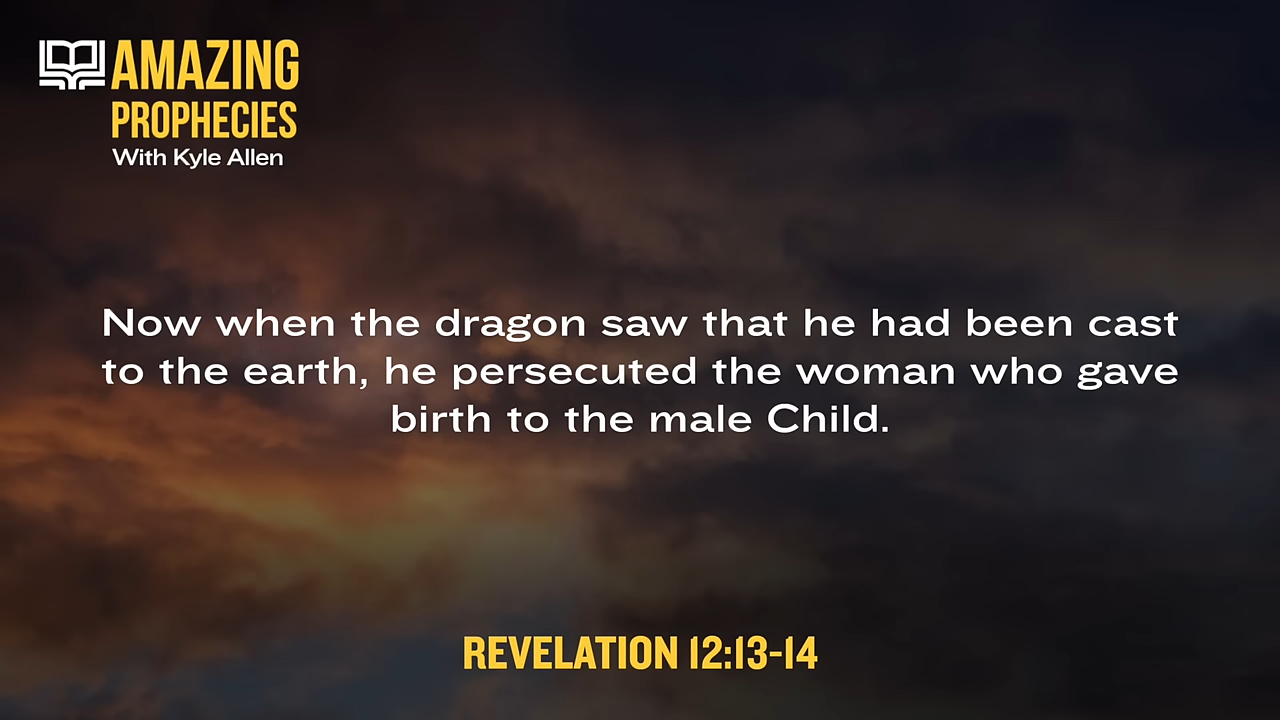 AMAZING
PROPHECIES
With Kyle Allen
Now when the dragon saw that he had been cast
to the earth, he persecuted the woman who gave
birth to the male Child.
REVELATION 12:13-14